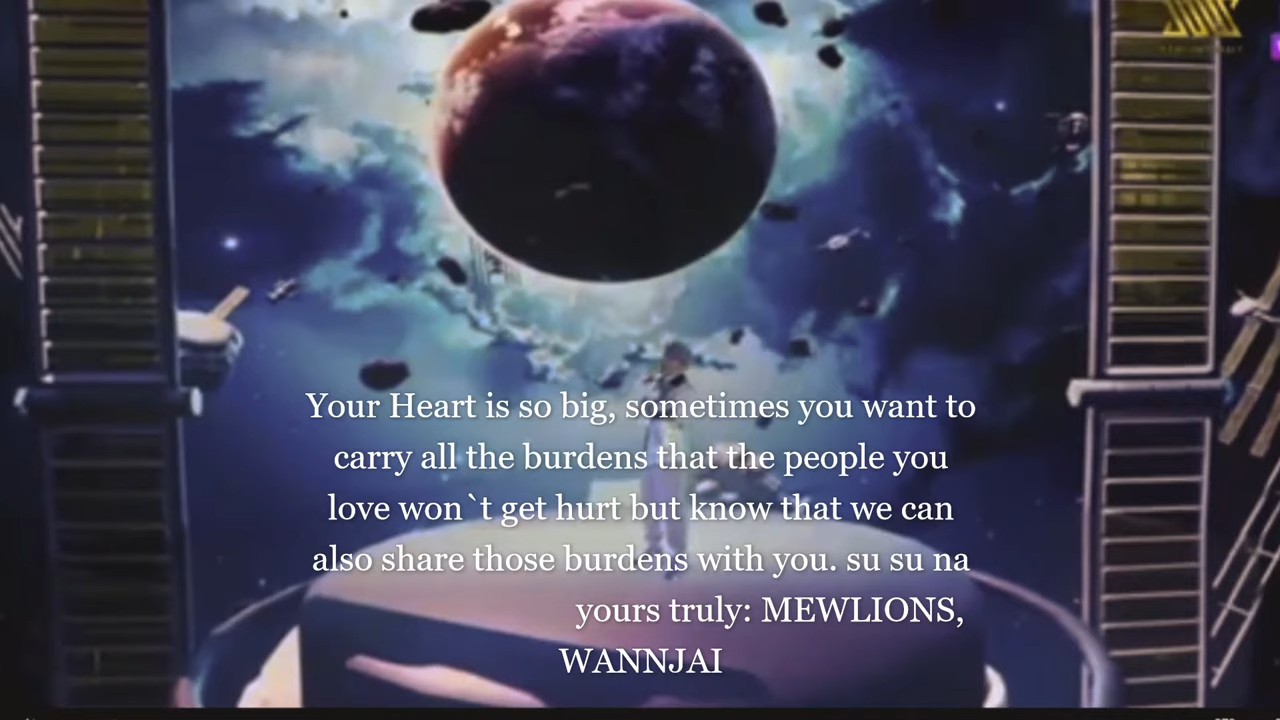 Your Heart is so big, sometimes you want to
carry all the burdens that the people you
love won`t get hurt but know that we can
also share those burdens with you. su su na
yours truly: MEWLIONS,
WANNJAI